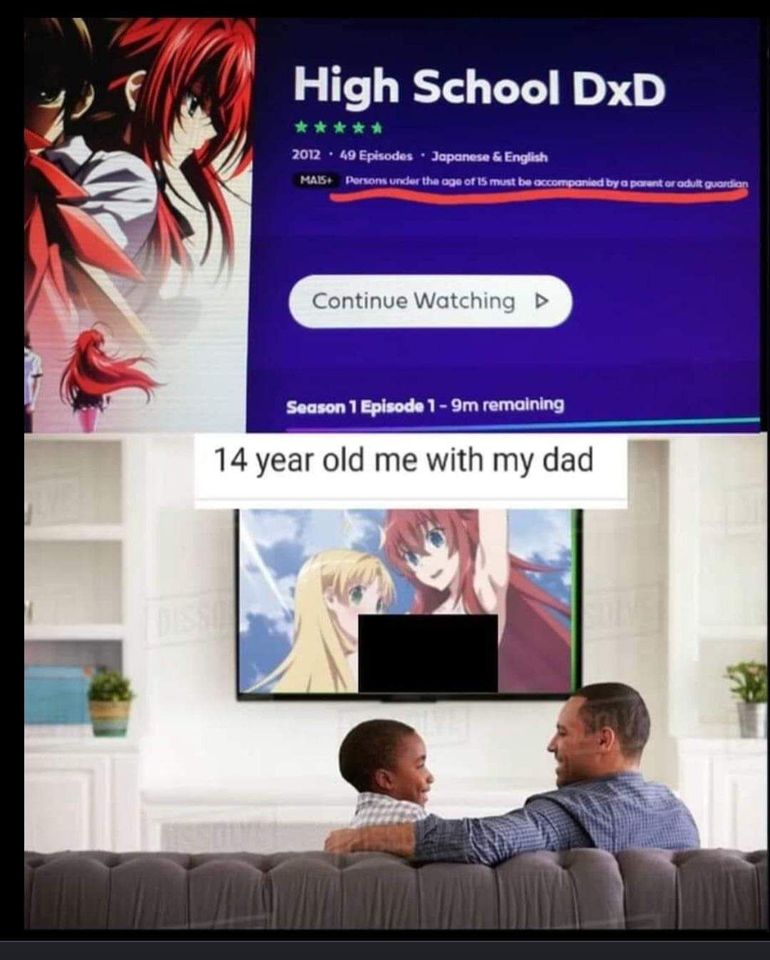 High School DxD
2012 · 49 Episodes · Japanese & English
MA15+ Persons under the age of 15 must be accompanied by a parent or adult guardian
Continue Watching
Season 1 Episode 1 - 9m remaining
14 year old me with my dad